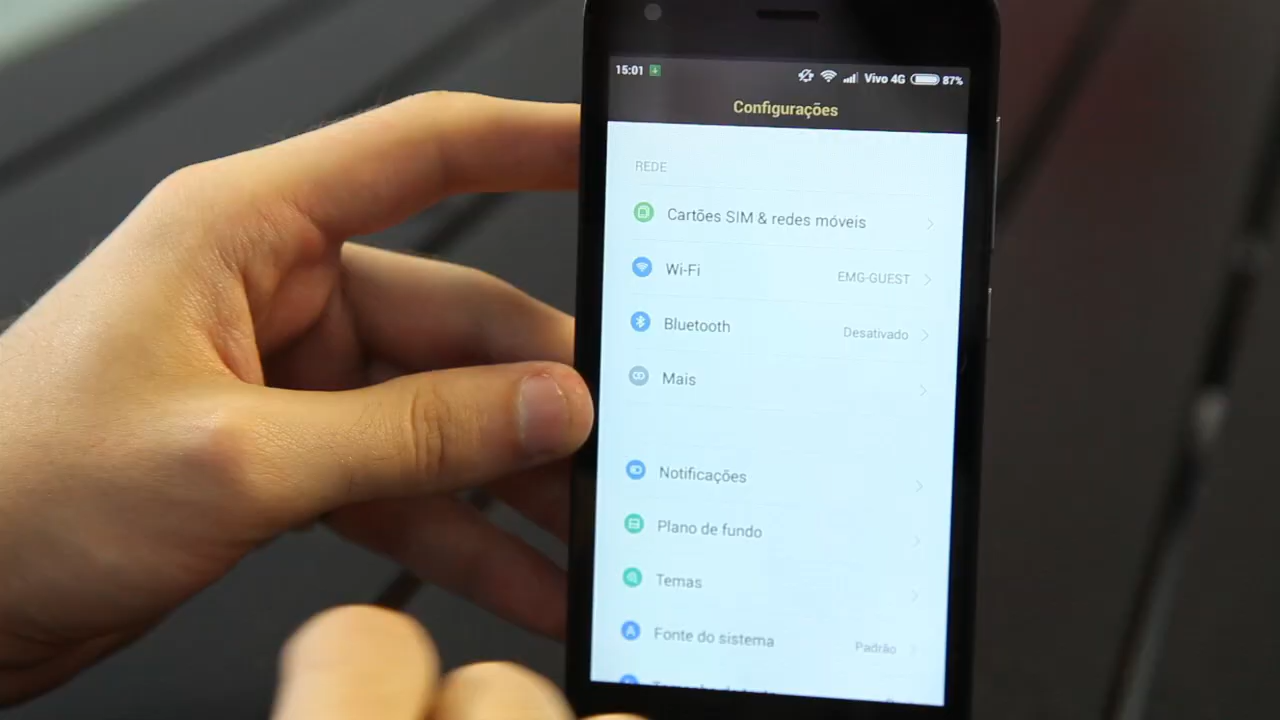 15:01 Vivo 4G 87%
Configurações
REDE
Cartões SIM & redes móveis
Wi-Fi EMG-GUEST
Bluetooth Desativado
Mais
Notificações
Plano de fundo
Temas
Fonte do sistema Padrão